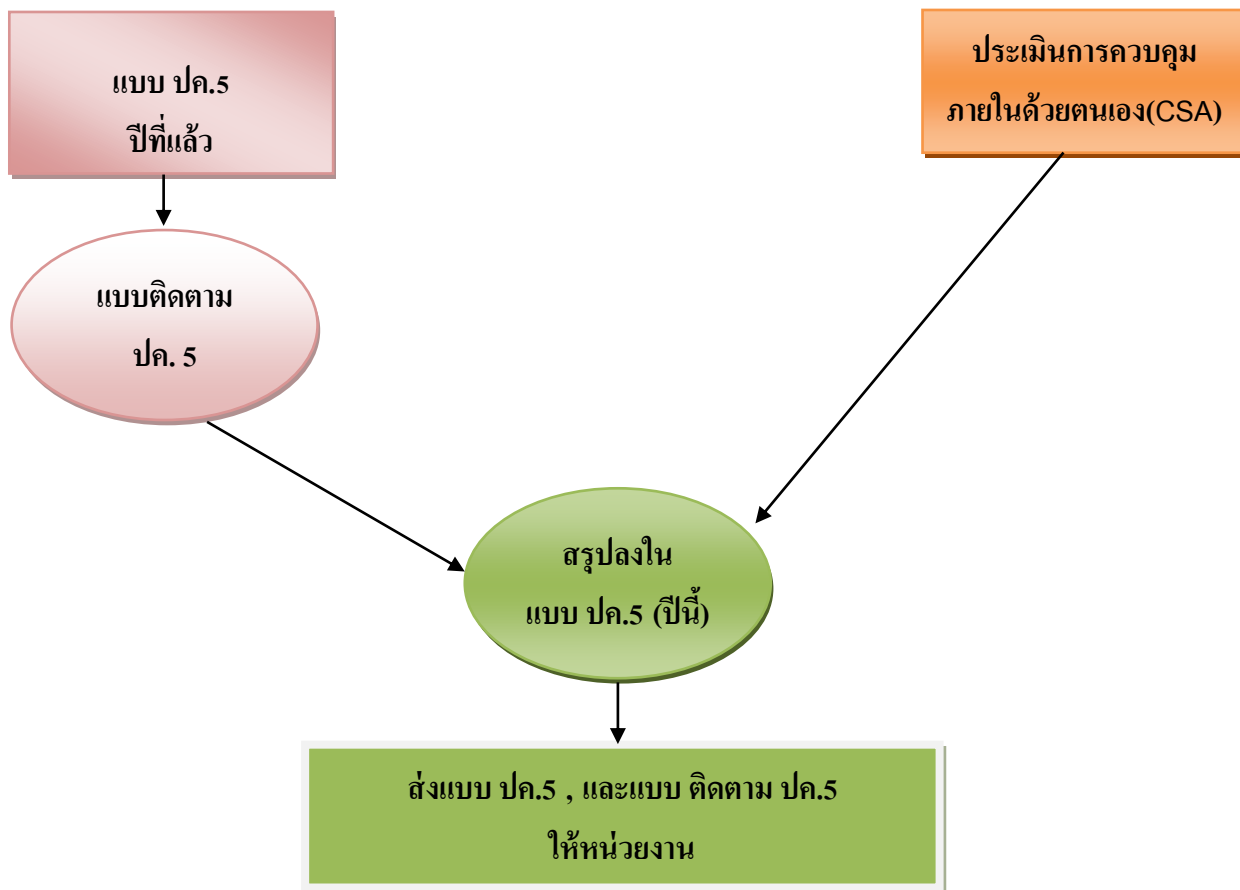 แบบ ปค.5
ปีที่แล้ว
ประเมินการควบคุม
ภายในด้วยตนเอง(CSA)
แบบติดตาม
ปค. 5
สรุปลงใน
แบบ ปค.5 (ปีนี้)
ส่งแบบ ปค.5 , และแบบ ติดตาม ปค.5
ให้หน่วยงาน